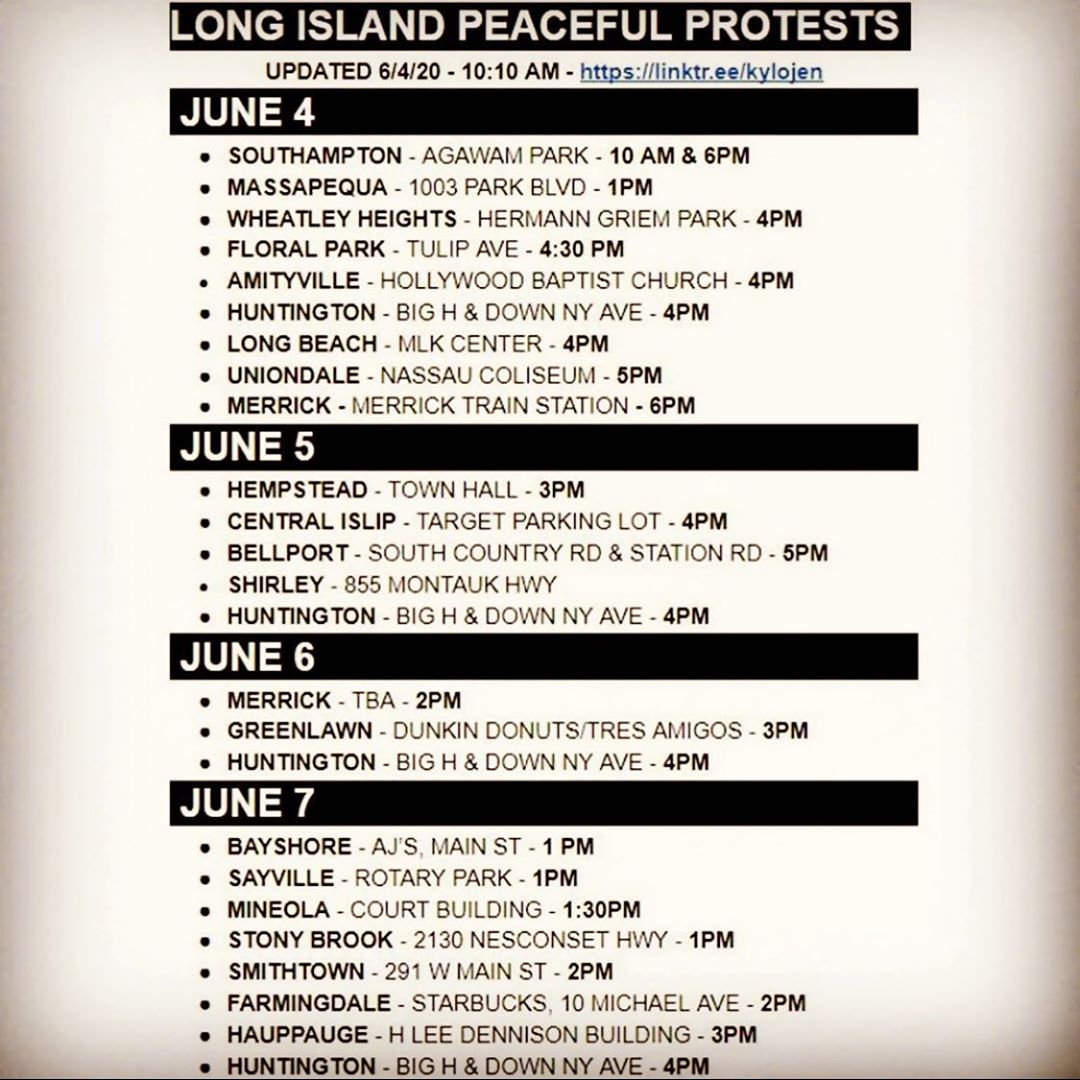 LONG ISLAND PEACEFUL PROTESTS
UPDATED 6/4/20 - 10:10 AM - https://linktr.ee/kylojen
JUNE 4
● SOUTHAMPTON - AGAWAM PARK - 10 AM & 6PM
● MASSAPEQUA - 1003 PARK BLVD - 1PM
● WHEATLEY HEIGHTS - HERMANN GRIEM PARK - 4PM
● FLORAL PARK - TULIP AVE - 4:30 PM
● AMITYVILLE - HOLLYWOOD BAPTIST CHURCH - 4PM
● HUNTINGTON - BIG H & DOWN NY AVE - 4PM
● LONG BEACH - MLK CENTER - 4PM
● UNIONDALE - NASSAU COLISEUM - 5PM
● MERRICK - MERRICK TRAIN STATION - 6PM
JUNE 5
● HEMPSTEAD - TOWN HALL - 3PM
● CENTRAL ISLIP - TARGET PARKING LOT - 4PM
● BELLPORT - SOUTH COUNTRY RD & STATION RD - 5PM
● SHIRLEY - 855 MONTAUK HWY
● HUNTINGTON - BIG H & DOWN NY AVE - 4PM
JUNE 6
● MERRICK - TBA - 2PM
● GREENLAWN - DUNKIN DONUTS/TRES AMIGOS - 3PM
● HUNTINGTON - BIG H & DOWN NY AVE - 4PM
JUNE 7
● BAYSHORE - AJ'S, MAIN ST - 1 PM
● SAYVILLE - ROTARY PARK - 1PM
● MINEOLA - COURT BUILDING - 1:30PM
● STONY BROOK - 2130 NESCONSET HWY - 1PM
● SMITHTOWN - 291 W MAIN ST - 2PM
● FARMINGDALE - STARBUCKS, 10 MICHAEL AVE - 2PM
● HAUPPAUGE - H LEE DENNISON BUILDING - 3PM
● HUNTINGTON - BIG H & DOWN NY AVE - 4PM